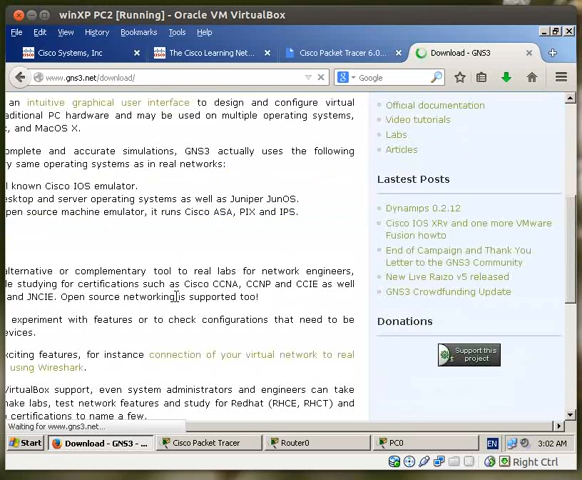 winXP PC2 [Running] - Oracle VM VirtualBox
File Edit View History Bookmarks Tools Help
Cisco Systems, Inc
The Cisco Learning Net...
Cisco Packet Tracer 6.0...
Download - GNS3
www.gns3.net/download/
Google
an intuitive graphical user interface to design and configure virtual
aditional PC hardware and may be used on multiple operating systems,
c, and MacOS X.
omplete and accurate simulations, GNS3 actually uses the following
ry same operating systems as in real networks:
l known Cisco IOS emulator.
esktop and server operating systems as well as Juniper JunOS.
open source machine emulator, it runs Cisco ASA, PIX and IPS.
alternative or complementary tool to real labs for network engineers,
le studying for certifications such as Cisco CCNA, CCNP and CCIE as well
and JNCIE. Open source networking is supported too!
experiment with features or to check configurations that need to be
evices.
xciting features, for instance connection of your virtual network to real
using Wireshark.
VirtualBox support, even system administrators and engineers can take
make labs, test network features and study for Redhat (RHCE, RHCT) and
certifications to name a few.
Official documentation
Video tutorials
Labs
Articles
Lastest Posts
Dynamips 0.2.12
Cisco IOS XRv and one more VMware
Fusion howto
End of Campaign and Thank You
Letter to the GNS3 Community
New Live Raizo v5 released
GNS3 Crowdfunding Update
Donations
Support this
project
Waiting for www.gns3.net...
Start
Download - GNS3 - ...
Cisco Packet Tracer
Router0
PC0
EN
3:02 AM
Right Ctrl